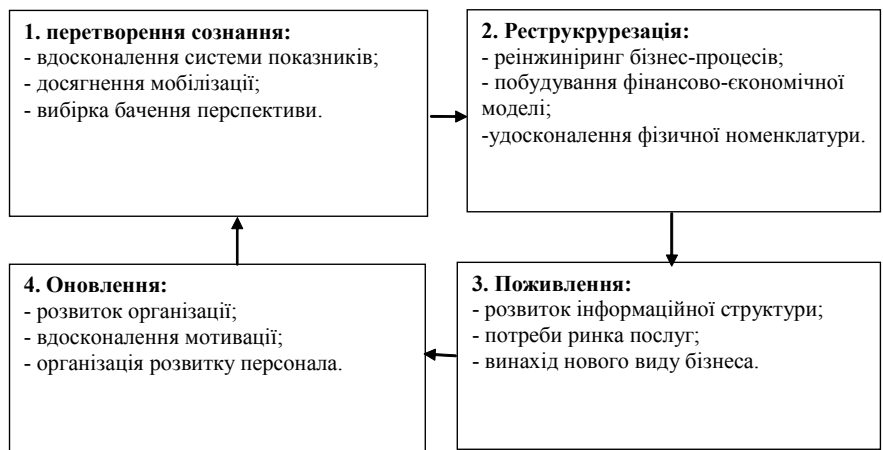 1. перетворення сознання:
- вдосконалення системи показників;
- досягнення мобілізації;
- вибірка бачення перспективи.
2. Реструкрурезація:
- реінжиніринг бізнес-процесів;
- побудування фінансово-єкономічної
моделі;
-удосконалення фізичної номенклатури.
3. Поживлення:
- розвиток інформаційної структури;
- потреби ринка послуг;
- винахід нового виду бізнеса.
4. Оновлення:
- розвиток організації;
- вдосконалення мотивації;
- організація розвитку персонала.